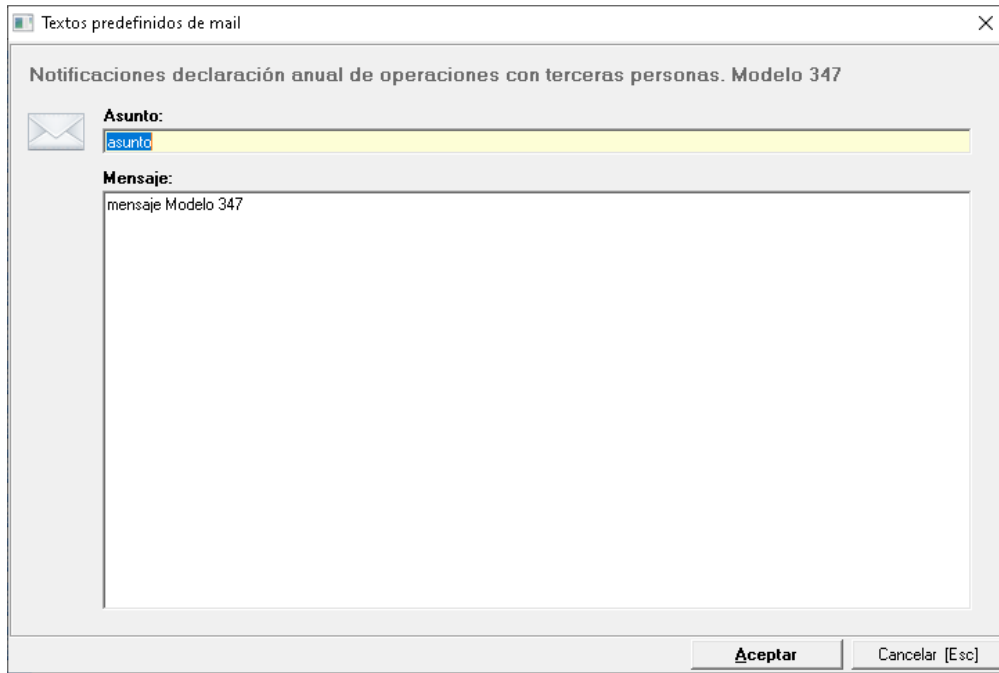 Textos predefinidos de mail
Notificaciones declaración anual de operaciones con terceras personas. Modelo 347
Asunto:
asunto
Mensaje:
mensaje Modelo 347
Aceptar
Cancelar [Esc]